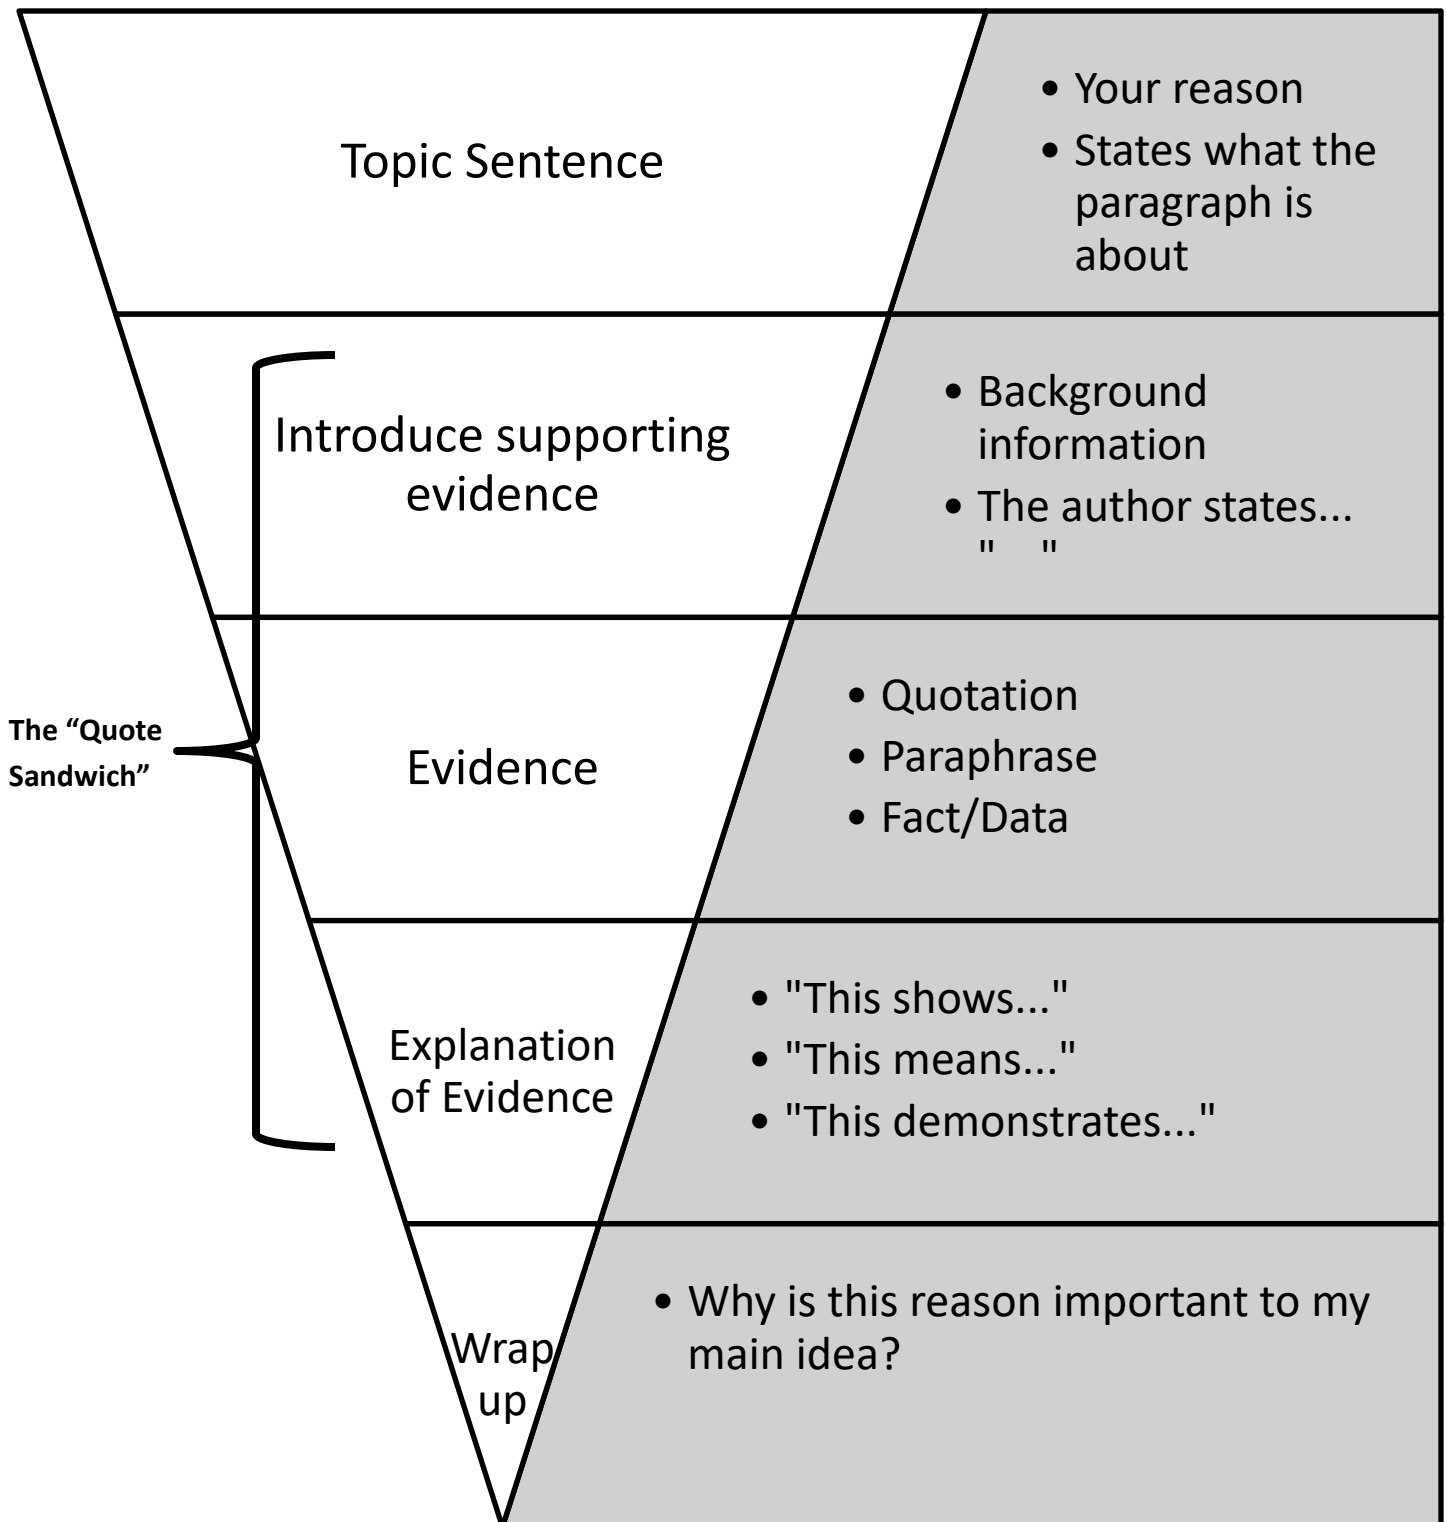 Topic Sentence
• Your reason
• States what the
paragraph is
about
Introduce supporting
evidence
• Background
information
• The author states...
"    "
The “Quote
Sandwich”
Evidence
• Quotation
• Paraphrase
• Fact/Data
Explanation
of Evidence
• "This shows..."
• "This means..."
• "This demonstrates..."
Wrap
up
• Why is this reason important to my
main idea?